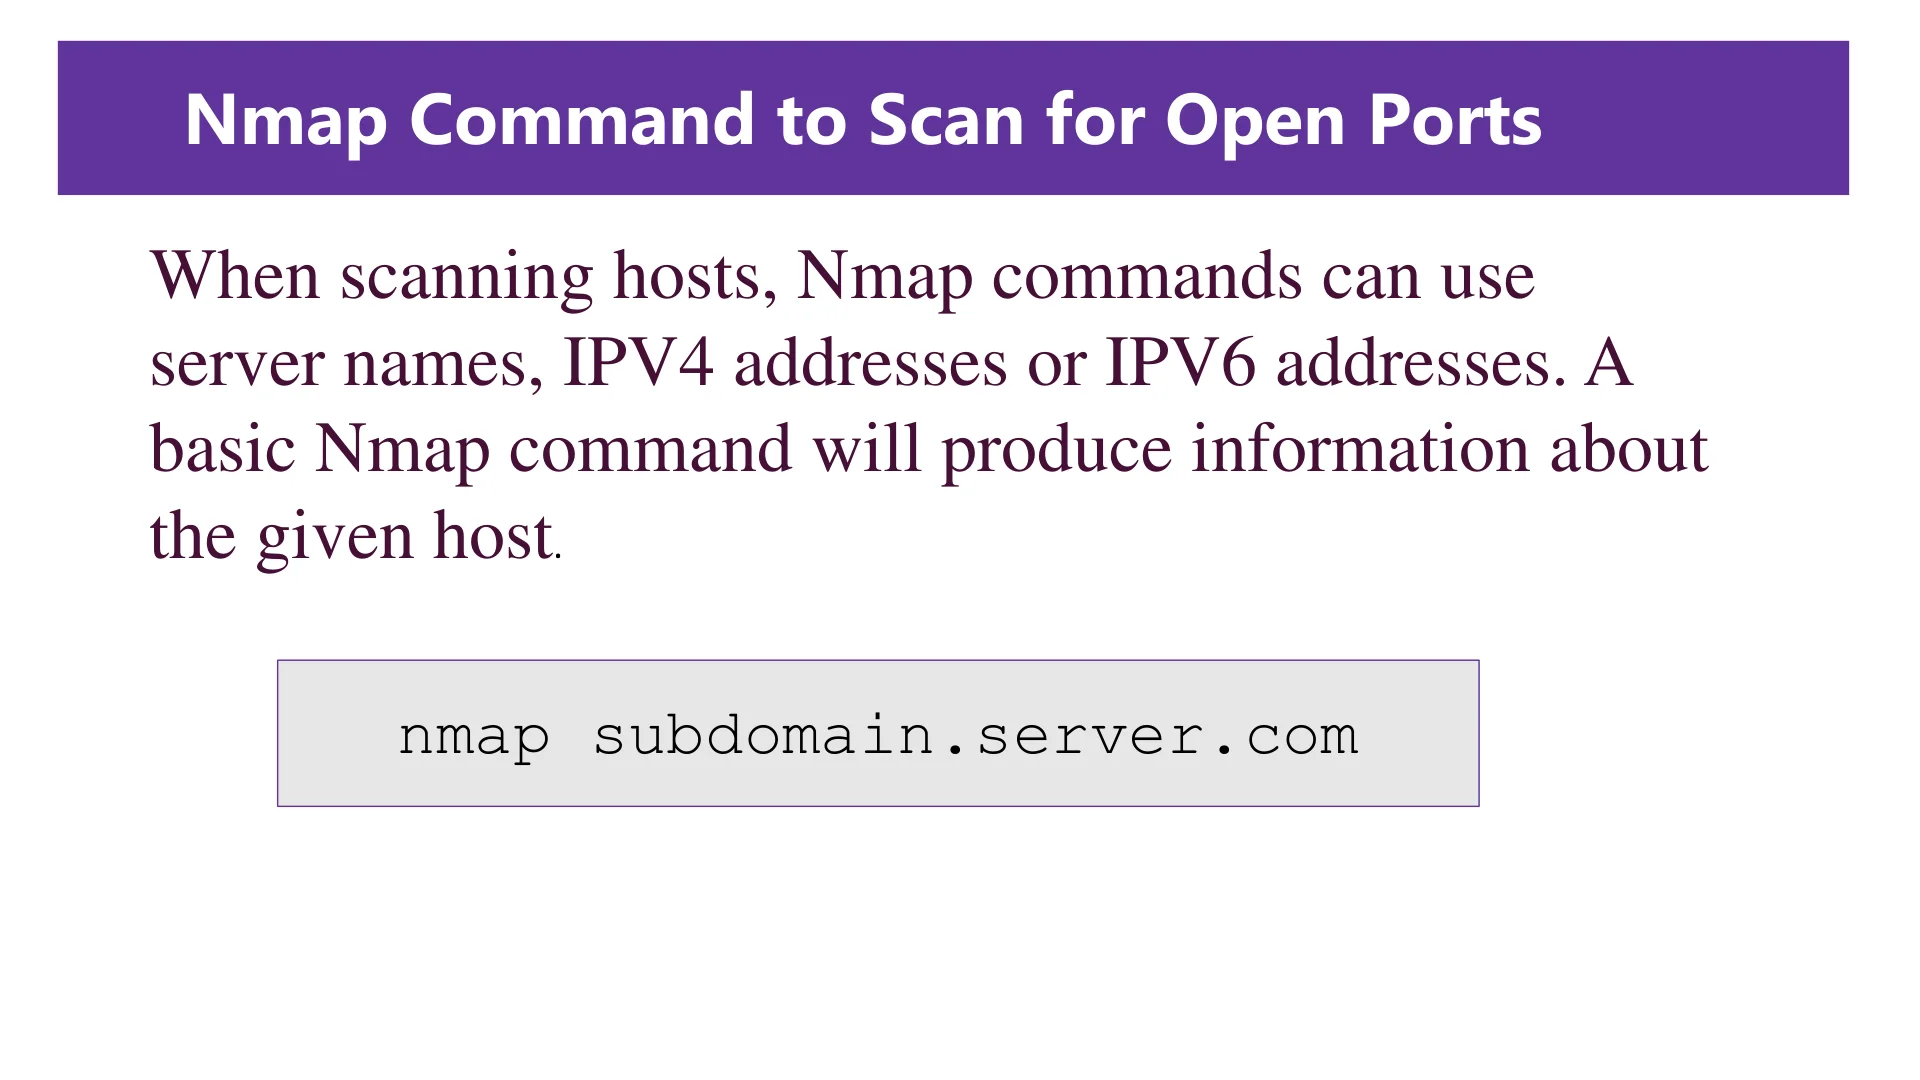 Nmap Command to Scan for Open Ports
When scanning hosts, Nmap commands can use
server names, IPV4 addresses or IPV6 addresses. A
basic Nmap command will produce information about
the given host.
nmap subdomain.server.com